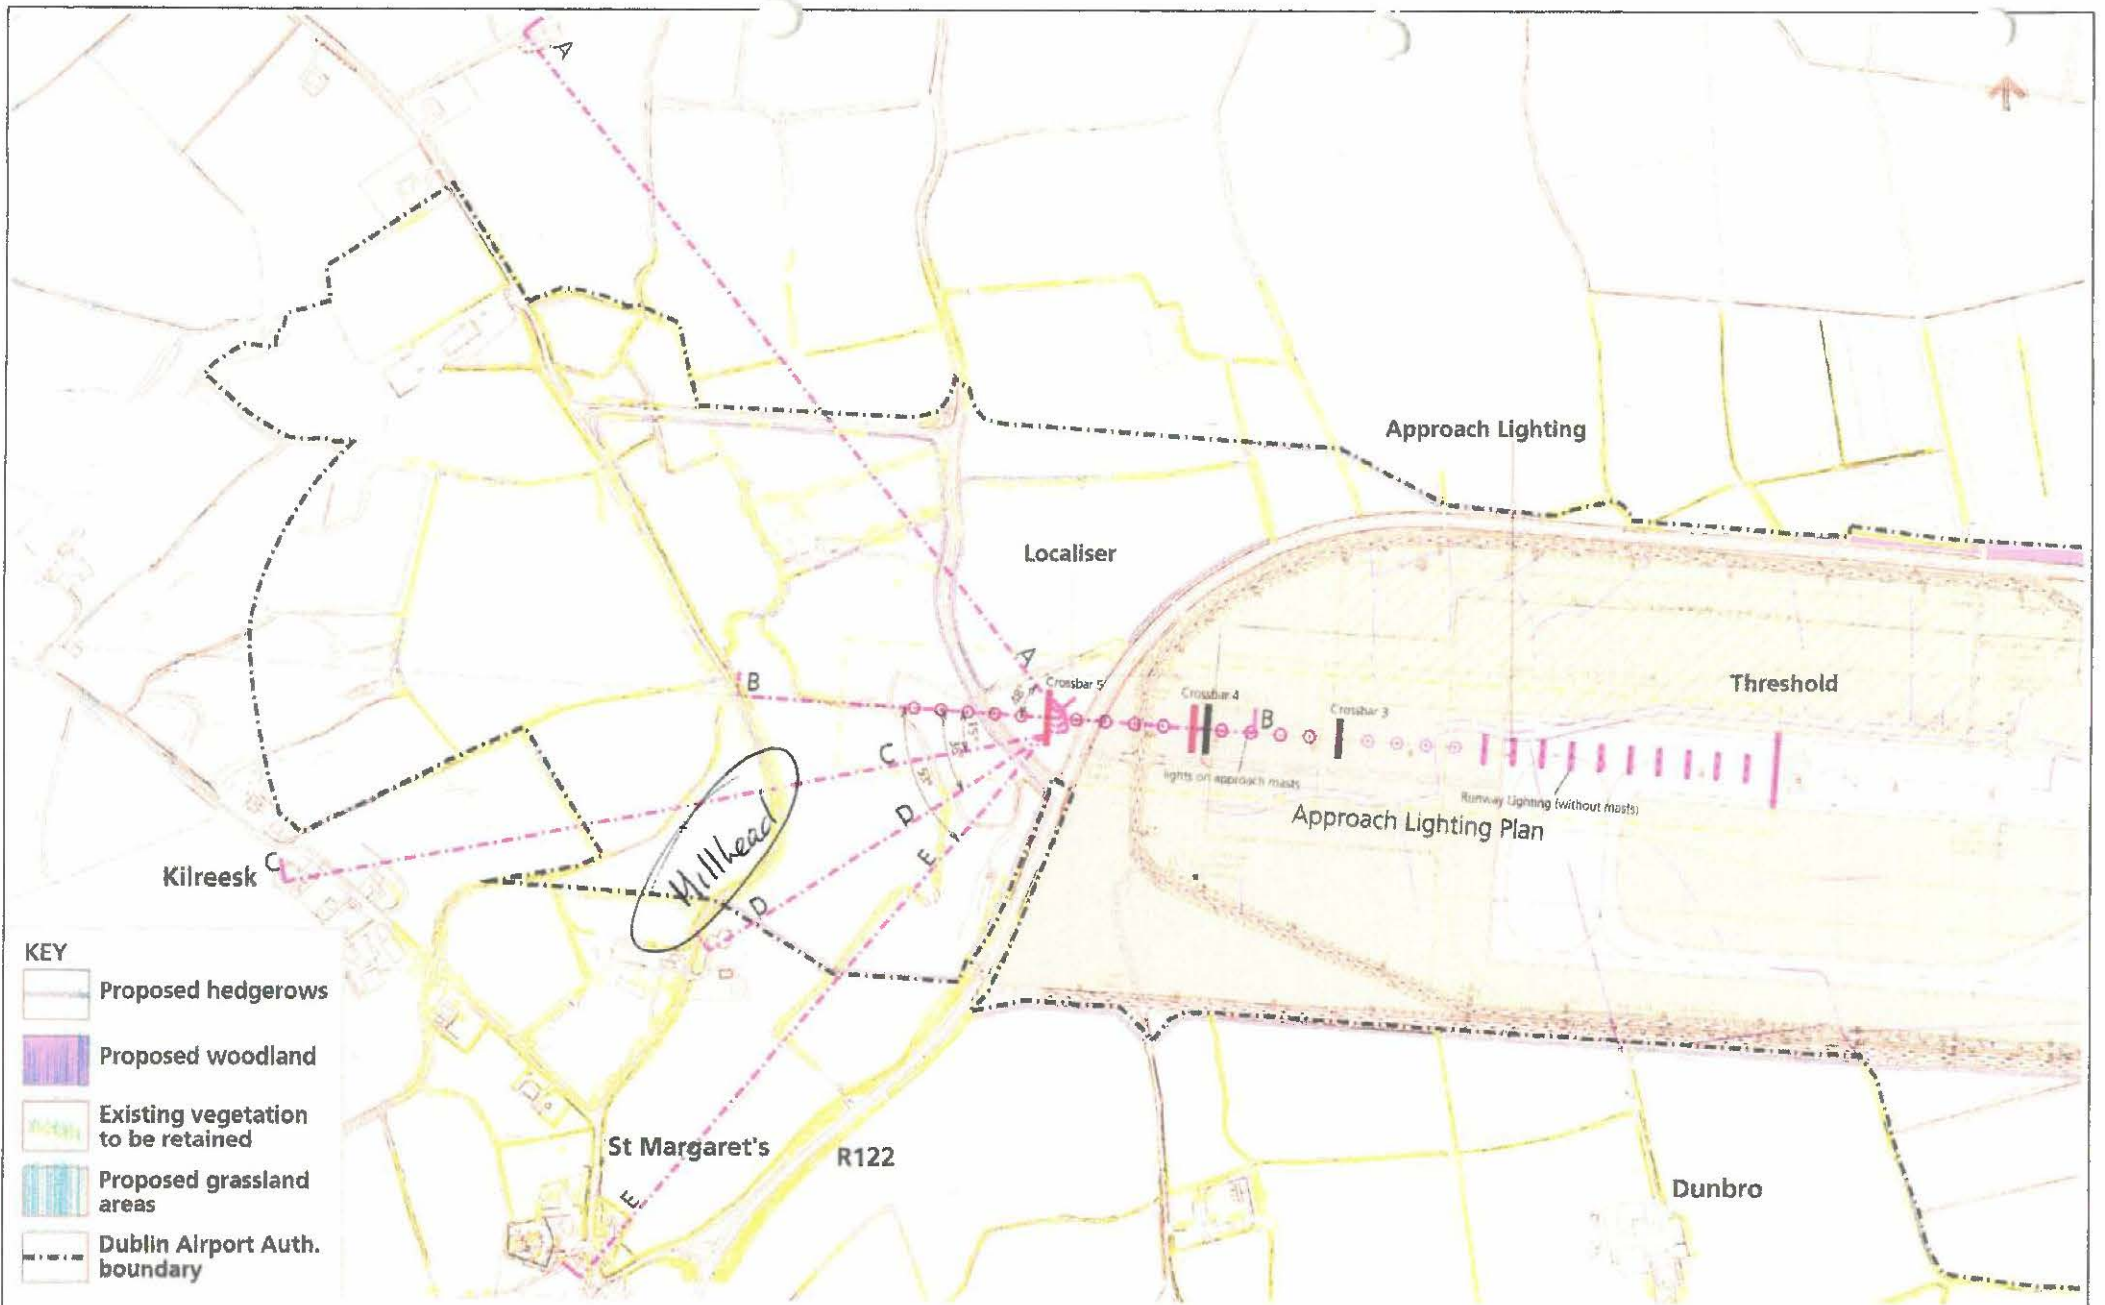 A
Approach Lighting
Localiser
A
Crossbar 5
B
Threshold
Crossbar 4
Crossbar 3
B
C
lights on approach masts
Runway Lighting (without masts)
Approach Lighting Plan
D
Millhead
E
C
Kilreesk
D
KEY
Proposed hedgerows
Proposed woodland
Existing vegetation
to be retained
Proposed grassland
areas
Dublin Airport Auth.
boundary
St Margaret's
R122
Dunbro
E